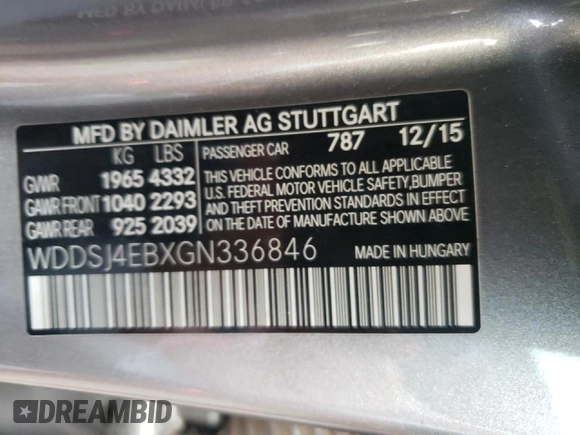 MFD BY DAIMLER AG STUTTGART
KG LBS
GVWR 1965 4332
GAWR FRONT 1040 2293
GAWR REAR 925 2039
PASSENGER CAR 787 12/15
THIS VEHICLE CONFORMS TO ALL APPLICABLE
U.S. FEDERAL MOTOR VEHICLE SAFETY,BUMPER
AND THEFT PREVENTION STANDARDS IN EFFECT
ON THE DATE OF MANUFACTURE SHOWN ABOVE.
WDDSJ4EBXGN336846 MADE IN GERMANY
DREAMBID